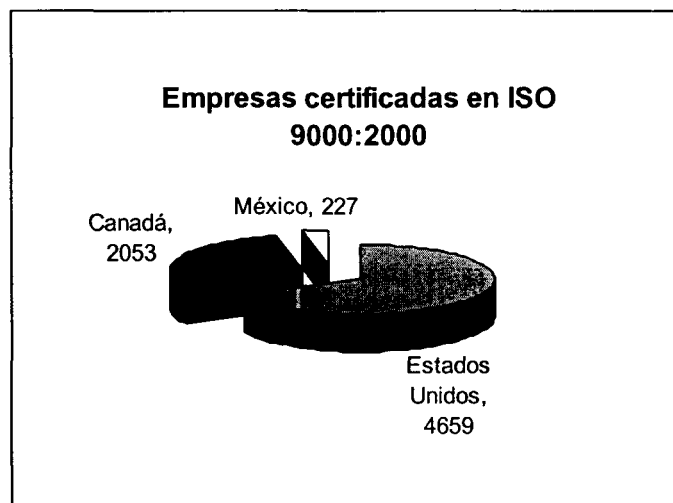 Empresas certificadas en ISO
9000:2000
México, 227
Canadá,
2053
Estados
Unidos,
4659